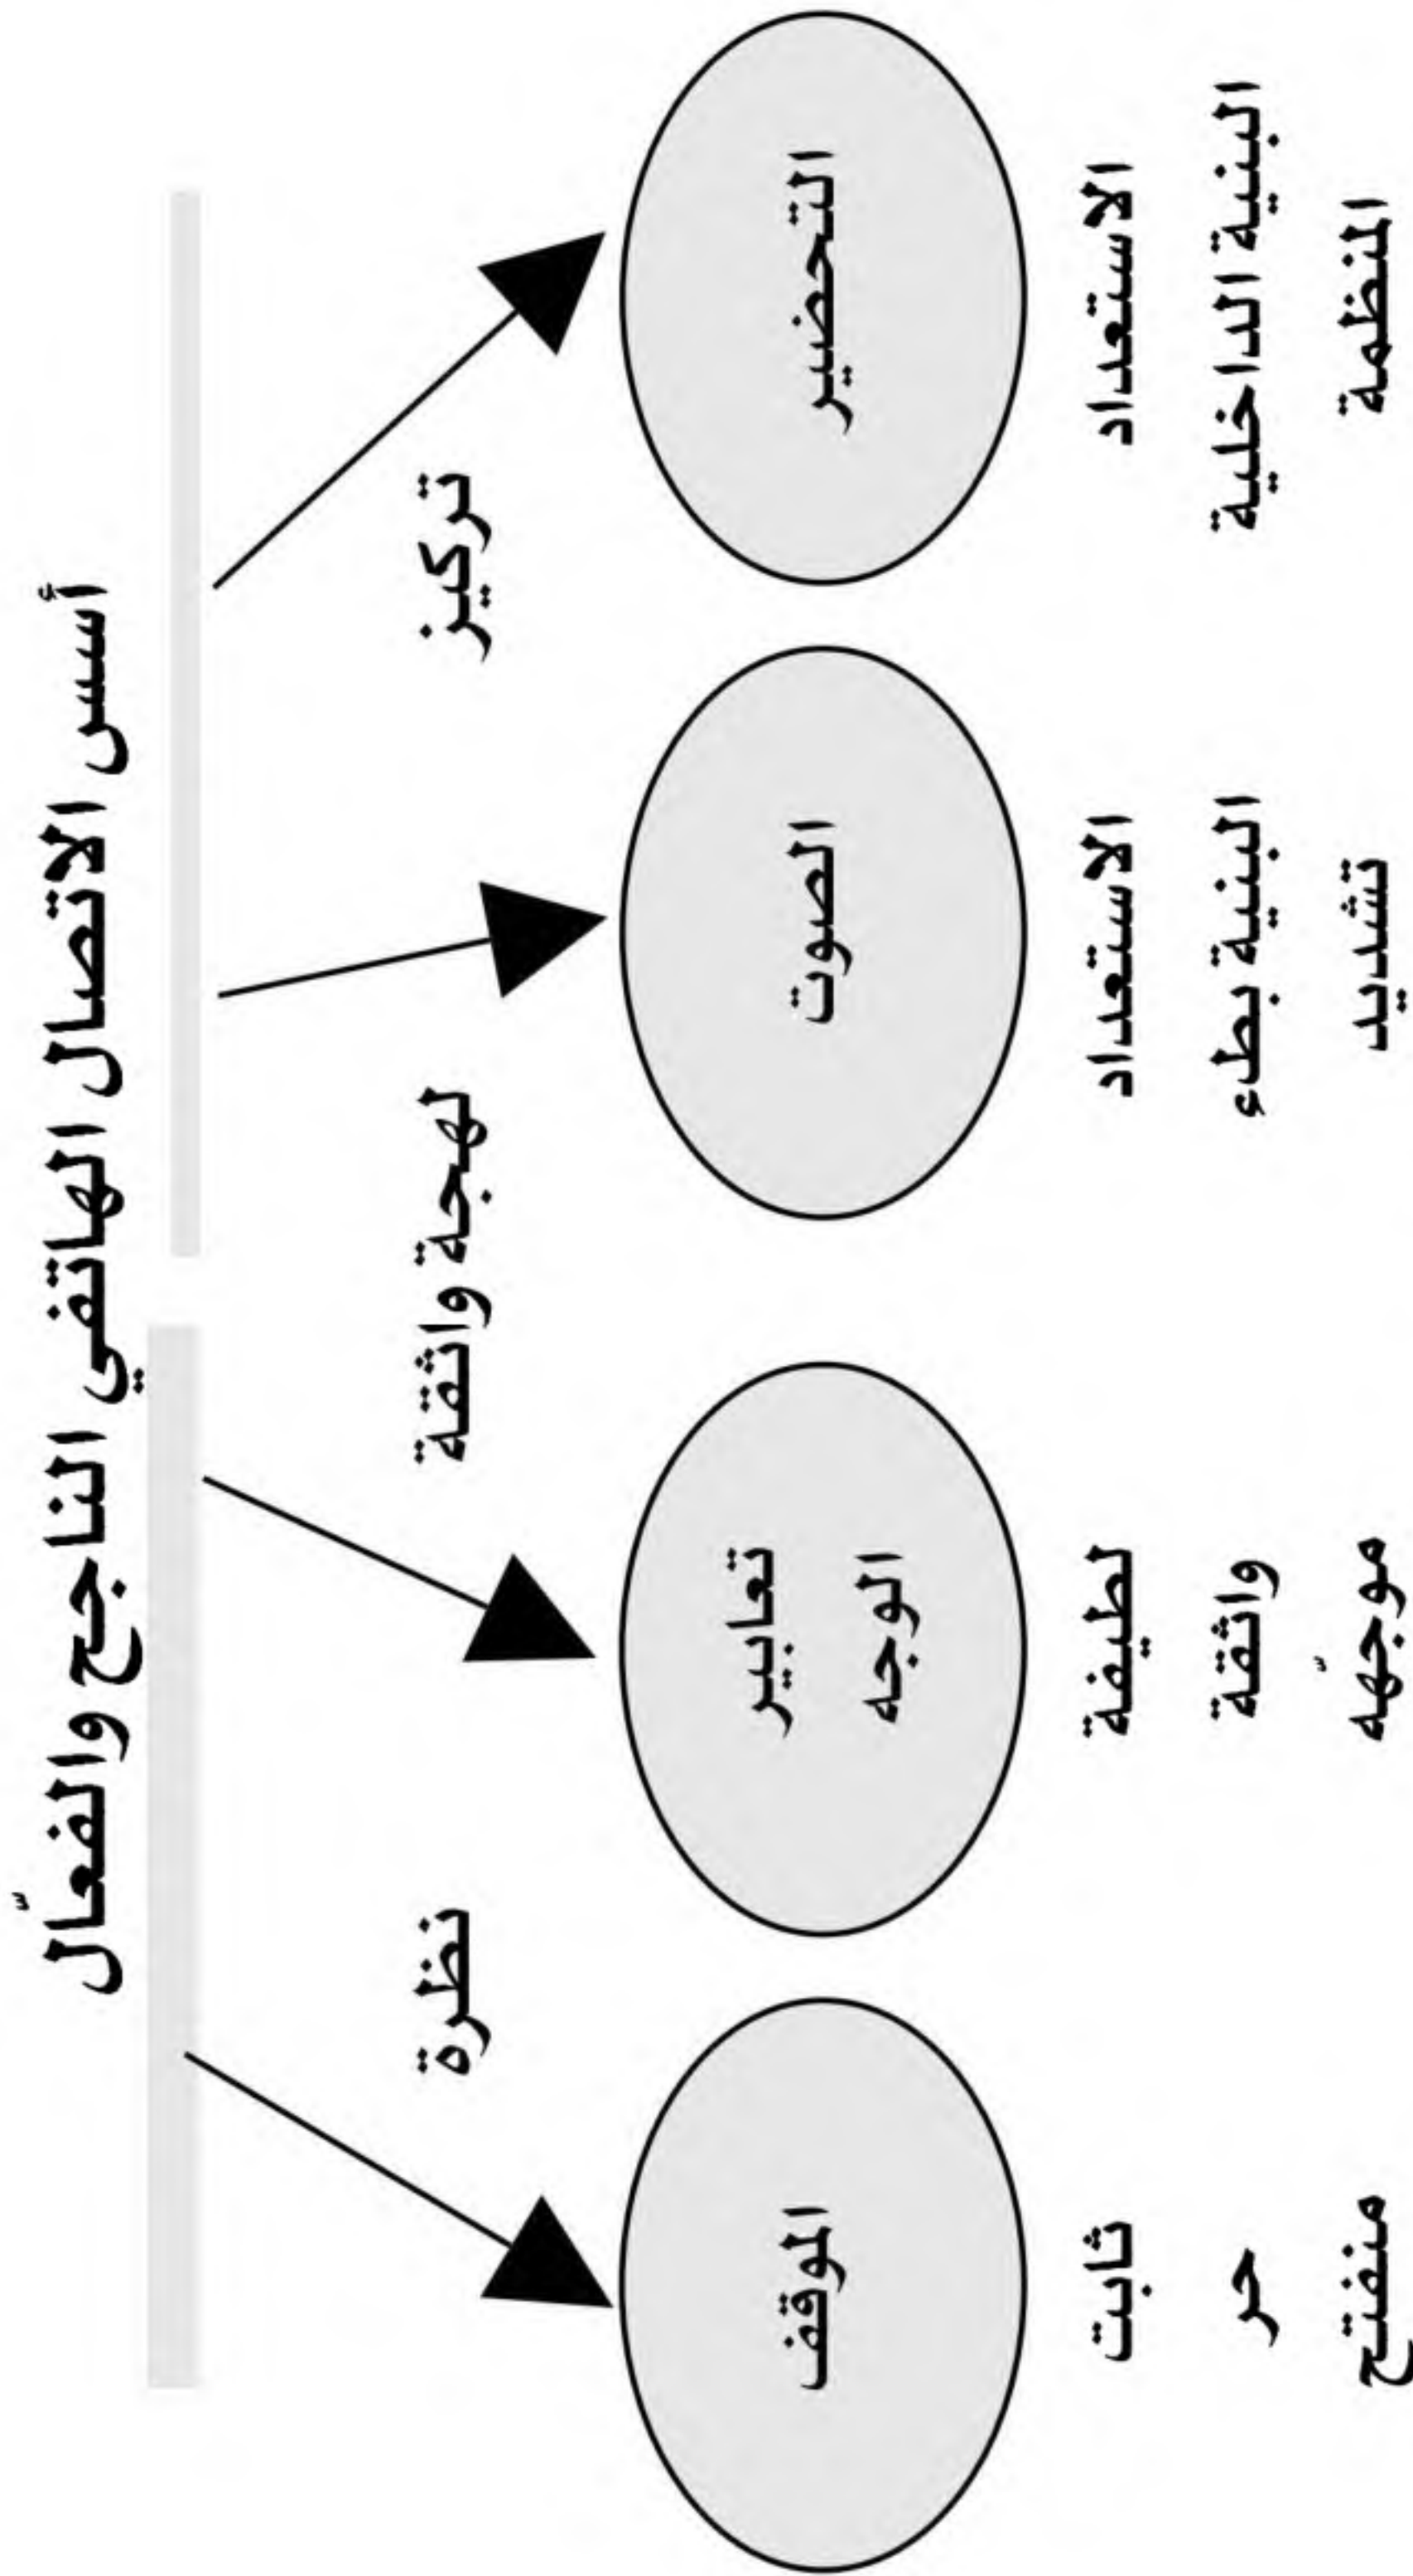 أسس الاتصال الهاتفي الناجح والفعّال
تركيز
لهجة واثقة
نظرة
التحضير
الاستعداد
البنية الداخلية
المنظمة
الصوت
الاستعداد
البنية بطء
تشديد
تعابير
الوجه
لطيفة
واثقة
موجّهه
الموقف
ثابت
حر
منفتح